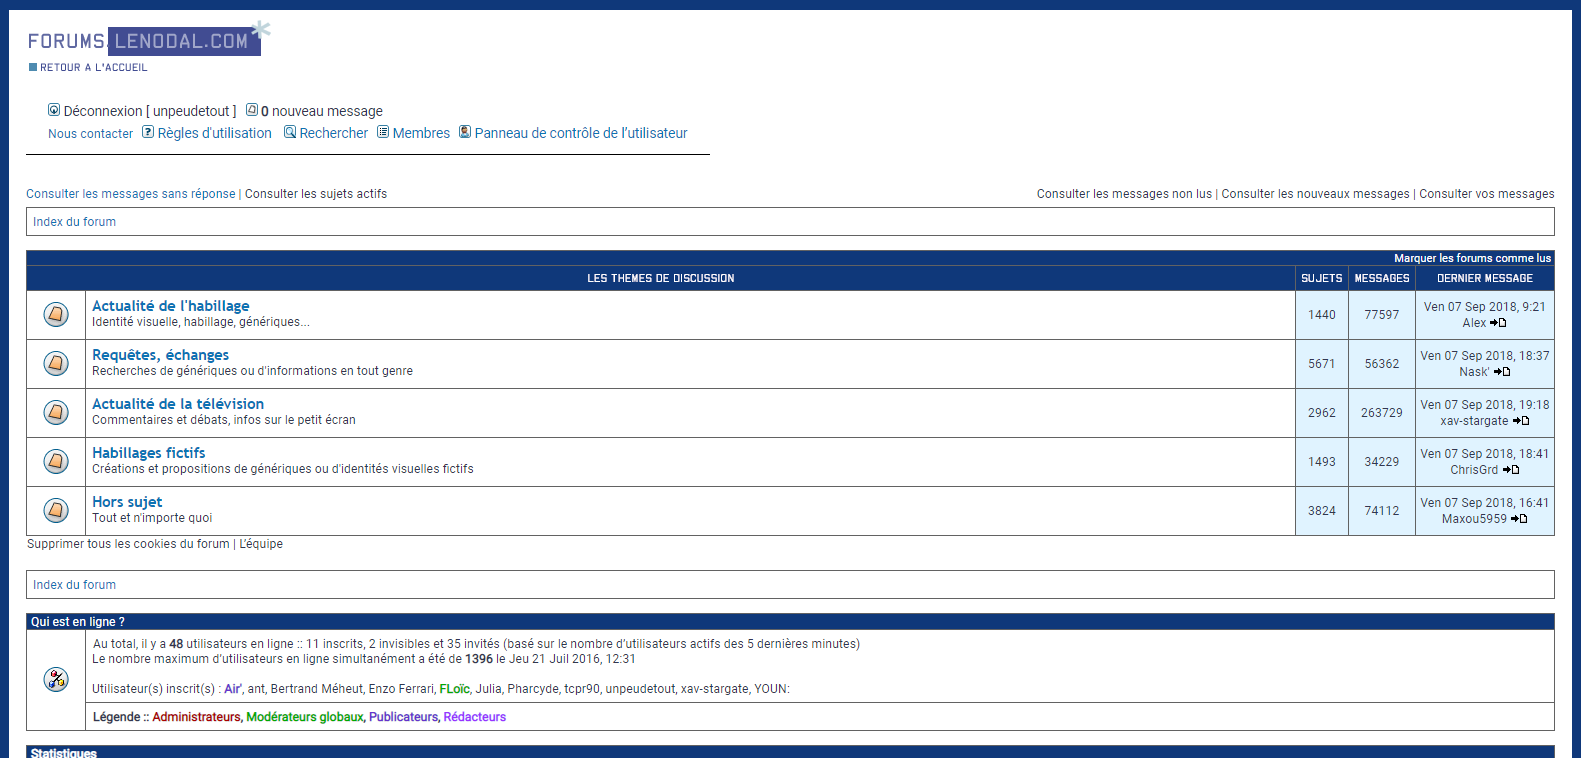 FORUMS.LENODAL.COM*
RETOUR A L'ACCUEIL
Déconnexion [ unpeudetout ] 0 nouveau message
Nous contacter Règles d'utilisation Rechercher Membres Panneau de contrôle de l’utilisateur
Consulter les messages sans réponse | Consulter les sujets actifs
Consulter les messages non lus | Consulter les nouveaux messages | Consulter vos messages
Index du forum
Marquer les forums comme lus
LES THEMES DE DISCUSSION SUJETS MESSAGES DERNIER MESSAGE
Actualité de l'habillage
Identité visuelle, habillage, génériques...
1440 77597
Ven 07 Sep 2018, 9:21
Alex
Requêtes, échanges
Recherches de génériques ou d'informations en tout genre
5671 56362
Ven 07 Sep 2018, 18:37
Nask'
Actualité de la télévision
Commentaires et débats, infos sur le petit écran
2962 263729
Ven 07 Sep 2018, 19:18
xav-stargate
Habillages fictifs
Créations et propositions de génériques ou d'identités visuelles fictifs
1493 34229
Ven 07 Sep 2018, 18:41
ChrisGrd
Hors sujet
Tout et n'importe quoi
3824 74112
Ven 07 Sep 2018, 16:41
Maxou5959
Supprimer tous les cookies du forum | L’équipe
Index du forum
Qui est en ligne ?
Au total, il y a 48 utilisateurs en ligne :: 11 inscrits, 2 invisibles et 35 invités (basé sur le nombre d’utilisateurs actifs des 5 dernières minutes)
Le nombre maximum d’utilisateurs en ligne simultanément a été de 1396 le Jeu 21 Juil 2016, 12:31
Utilisateur(s) inscrit(s) : Air', ant, Bertrand Méheut, Enzo Ferrari, FLoïc, Julia, Pharcyde, tcpr90, unpeudetout, xav-stargate, YOUN:
Légende :: Administrateurs, Modérateurs globaux, Publicateurs, Rédacteurs
Statistiques